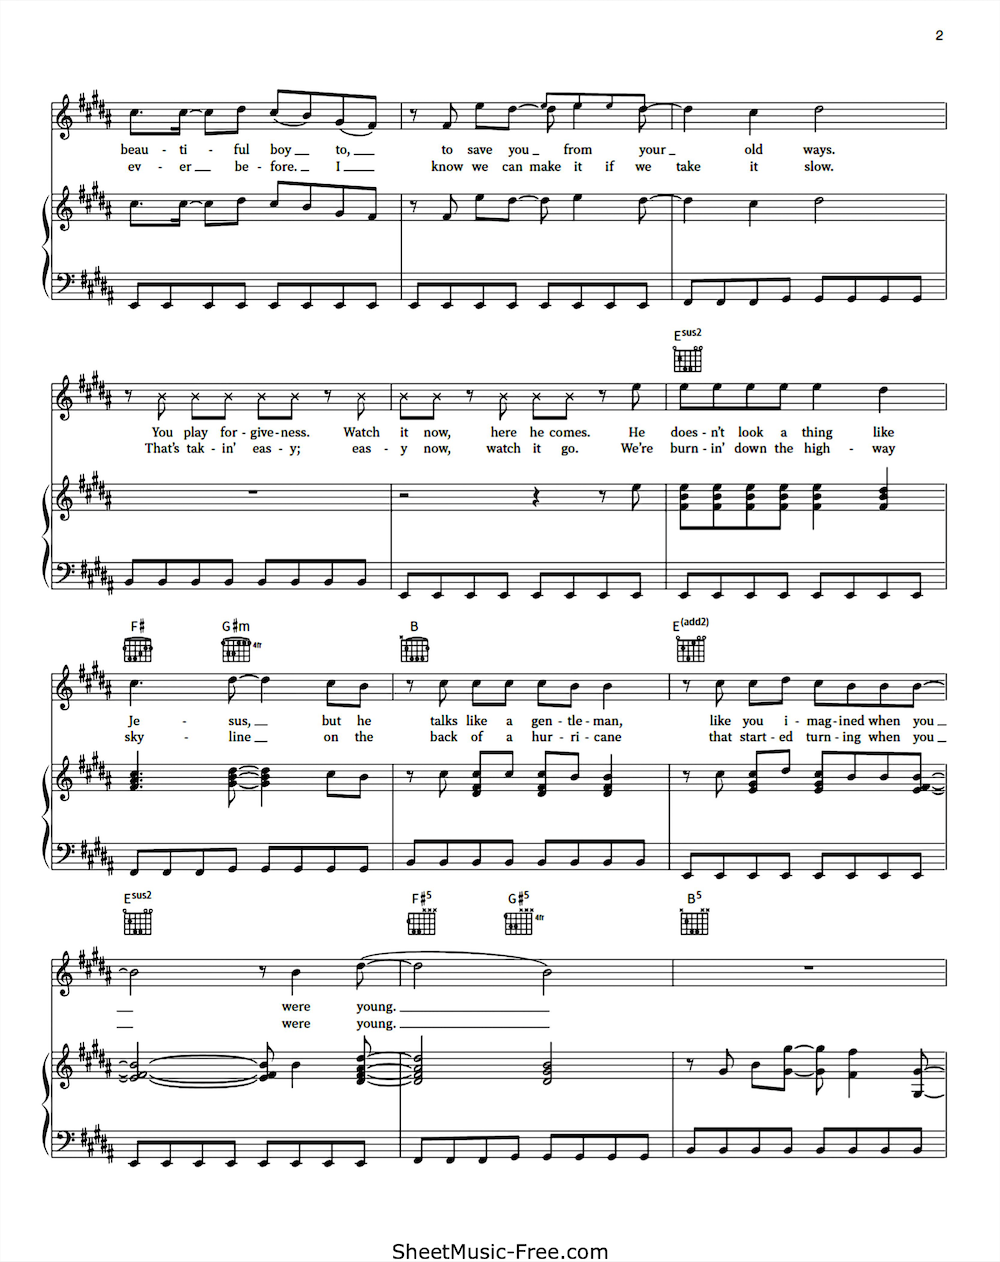 2
beau - ti - ful boy to, to save you from your old ways.
ev - er be - fore. I know we can make it if we take it slow.
Esus2
You play for - give - ness. Watch it now, here he comes. He does - n't look a thing like
That's tak - in' eas - y; eas - y now, watch it go. We're burn - in' down the high - way
F# G#m B E(add2)
4fr
Je - sus, but he talks like a gen - tle - man, like you i - mag - ined when you
sky - line on the back of a hur - ri - cane that start - ed turn - ing when you
Esus2 F#5 G#5 B5
4fr
were young.
were young.
SheetMusic-Free.com